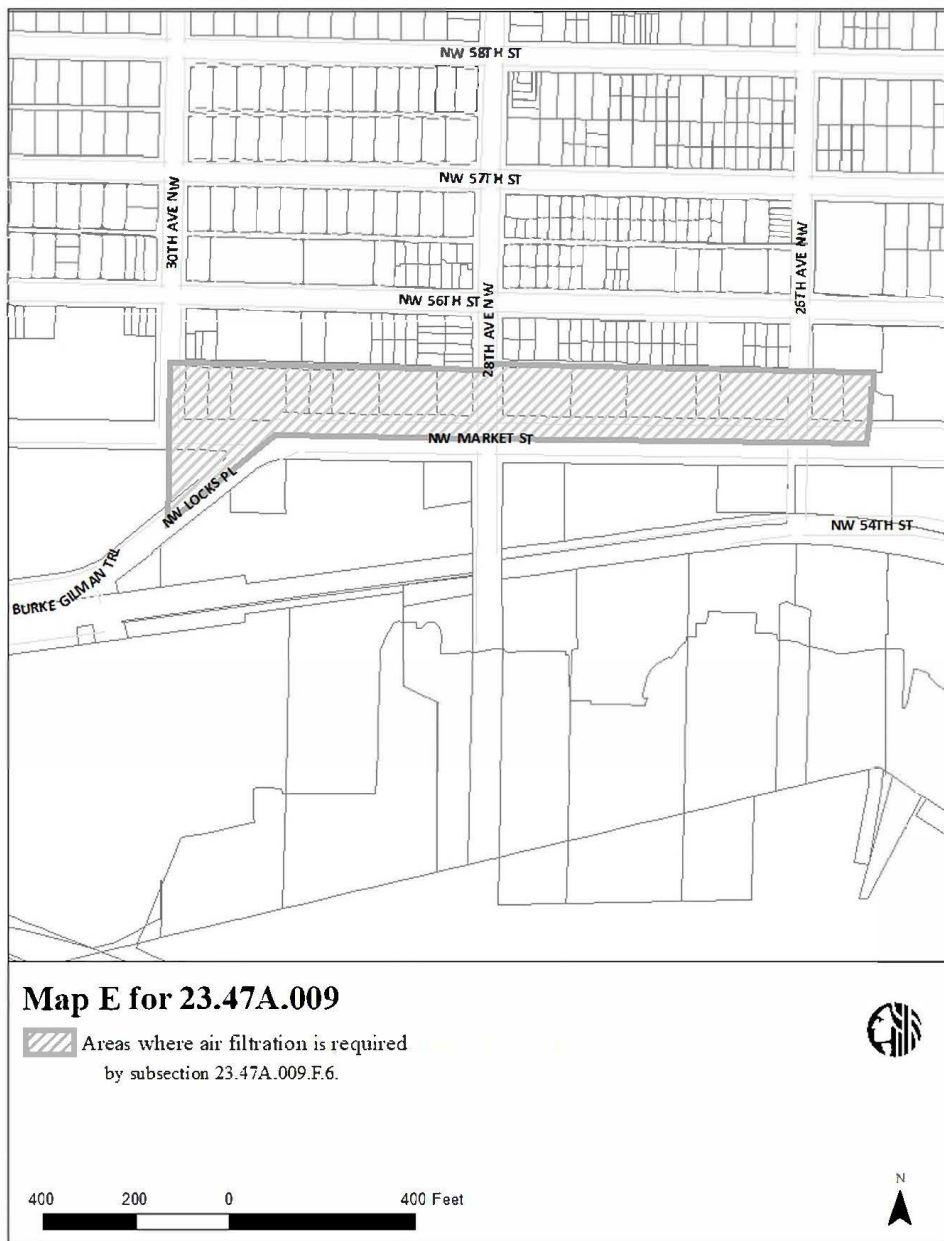 NW 58TH ST
NW 57TH ST
30TH AVE NW
26TH AVE NW
NW 56TH ST
28TH AVE NW
NW MARKET ST
NW LOCKS PL
NW 54TH ST
BURKE GILMAN TRL
Map E for 23.47A.009
Areas where air filtration is required
by subsection 23.47A.009.F.6.
N
400 200 0 400 Feet